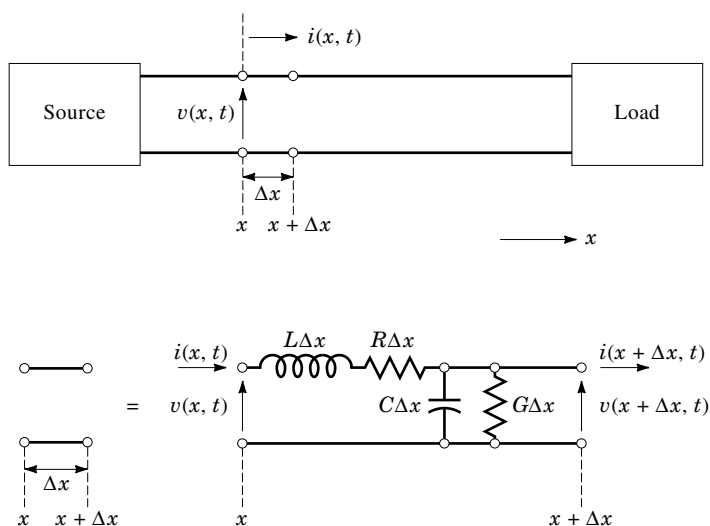 i(x, t)
Source
v(x, t)
Load
Δx
x x + Δx
x
LΔx RΔx
i(x, t)
i(x + Δx, t)
= v(x, t)
CΔx
GΔx
v(x + Δx, t)
Δx
x x + Δx
x
x + Δx